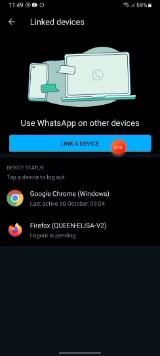 11:49
69%
Linked devices
Use WhatsApp on other devices
LINK A DEVICE
DEVICE STATUS
Tap a device to log out.
Google Chrome (Windows)
Last active 30 October, 09:04
Firefox (QUEEN-ELISA-V2)
Logout is pending